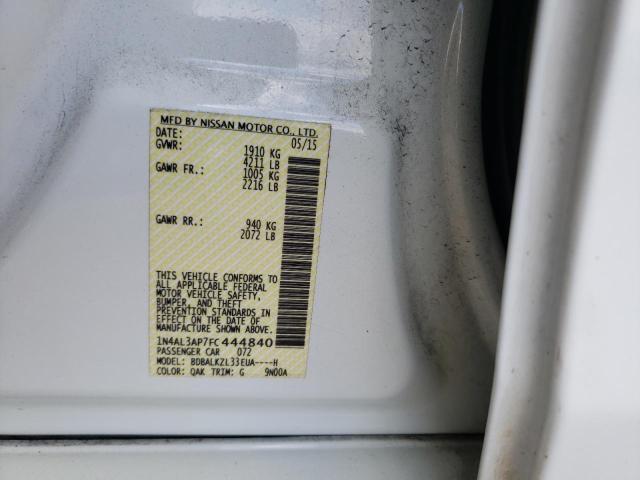 MFD BY NISSAN MOTOR CO., LTD.
DATE: 05/15
GVWR: 1910 KG
4211 LB
GAWR FR.: 1005 KG
2216 LB
GAWR RR.: 940 KG
2072 LB
THIS VEHICLE CONFORMS TO
ALL APPLICABLE FEDERAL
MOTOR VEHICLE SAFETY,
BUMPER, AND THEFT
PREVENTION STANDARDS IN
EFFECT ON THE DATE OF
MANUFACTURE SHOWN ABOVE.
1N4AL3AP7FC444840
PASSENGER CAR 072
MODEL: BDBALKZL33EUA----H
COLOR: QAK TRIM: G 9N00A